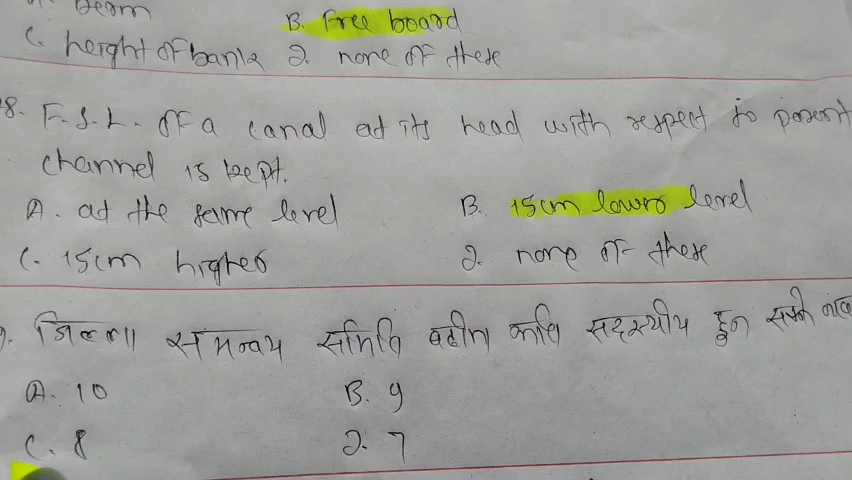 B. free board
C. height of bank D. none of these
8. F.S.L. of a canal at its head with respect to parent
channel is kept.
A. at the same level B. 15cm lower level
C. 15cm higher D. none of these
9. जिल्ला समन्वय समिति बढीमा कति सदस्यीय हुन सक्ने
A. 10 B. 9
C. 8 D. 7